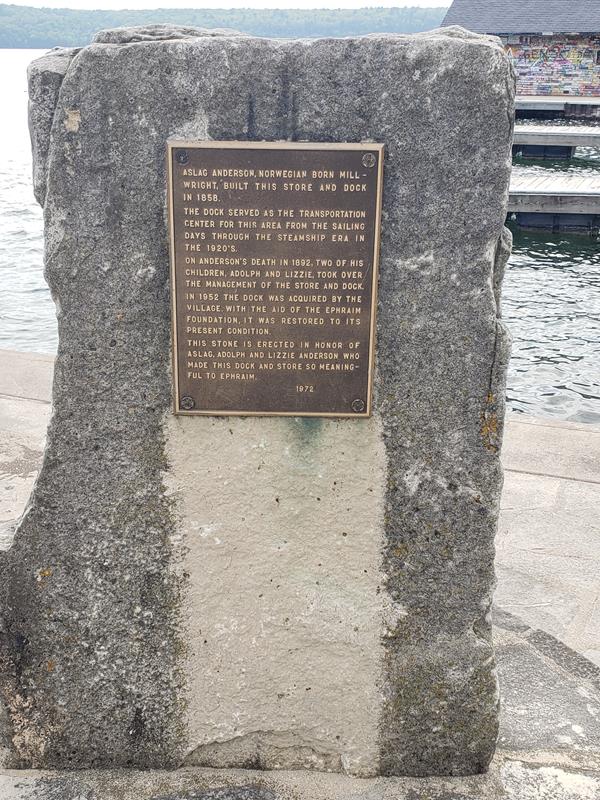 ASLAG ANDERSON, NORWEGIAN BORN MILL-
WRIGHT, BUILT THIS STORE AND DOCK
IN 1858.
THE DOCK SERVED AS THE TRANSPORTATION
CENTER FOR THIS AREA FROM THE SAILING
DAYS THROUGH THE STEAMSHIP ERA IN
THE 1920'S.
ON ANDERSON'S DEATH IN 1892, TWO OF HIS
CHILDREN, ADOLPH AND LIZZIE, TOOK OVER
THE MANAGEMENT OF THE STORE AND DOCK.
IN 1952 THE DOCK WAS ACQUIRED BY THE
VILLAGE. WITH THE AID OF THE EPHRAIM
FOUNDATION, IT WAS RESTORED TO ITS
PRESENT CONDITION.
THIS STONE IS ERECTED IN HONOR OF
ASLAG, ADOLPH AND LIZZIE ANDERSON WHO
MADE THIS DOCK AND STORE SO MEANING-
FUL TO EPHRAIM.
1972